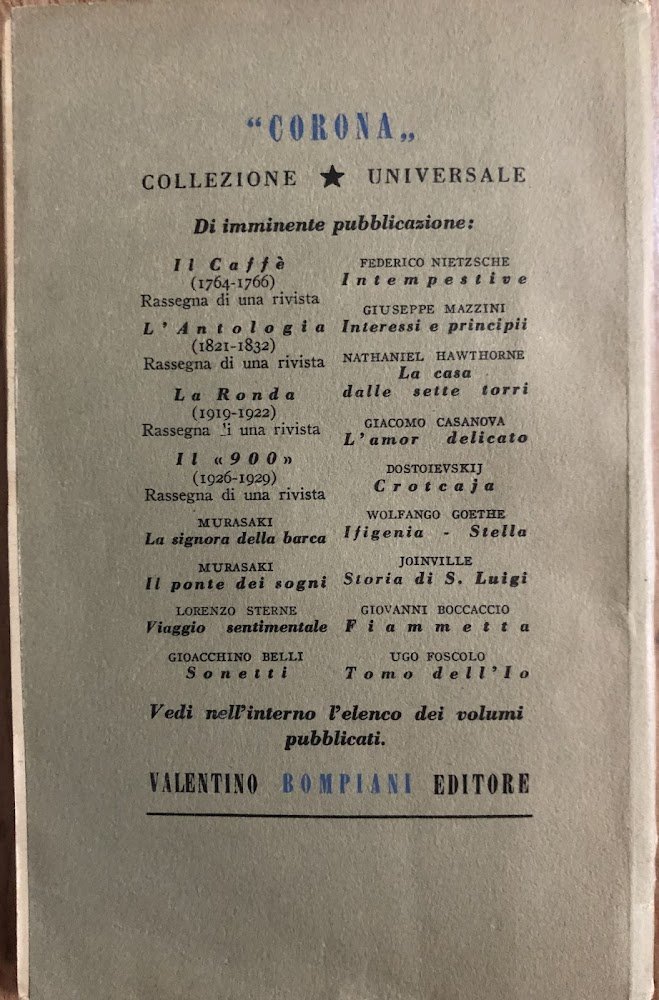 “CORONA„
COLLEZIONE ★ UNIVERSALE
Di imminente pubblicazione:
Il Caffè
(1764-1766)
Rassegna di una rivista
L'Antologia
(1821-1832)
Rassegna di una rivista
La Ronda
(1919-1922)
Rassegna di una rivista
Il «900»
(1926-1929)
Rassegna di una rivista
MURASAKI
La signora della barca
MURASAKI
Il ponte dei sogni
LORENZO STERNE
Viaggio sentimentale
GIOACCHINO BELLI
Sonetti
FEDERICO NIETZSCHE
Intempestive
GIUSEPPE MAZZINI
Interessi e principii
NATHANIEL HAWTHORNE
La casa
dalle sette torri
GIACOMO CASANOVA
L'amor delicato
DOSTOIEVSKIJ
Crotcaja
WOLFANGO GOETHE
Ifigenia - Stella
JOINVILLE
Storia di S. Luigi
GIOVANNI BOCCACCIO
Fiammetta
UGO FOSCOLO
Tomo dell'Io
Vedi nell'interno l'elenco dei volumi
pubblicati.
VALENTINO BOMPIANI EDITORE